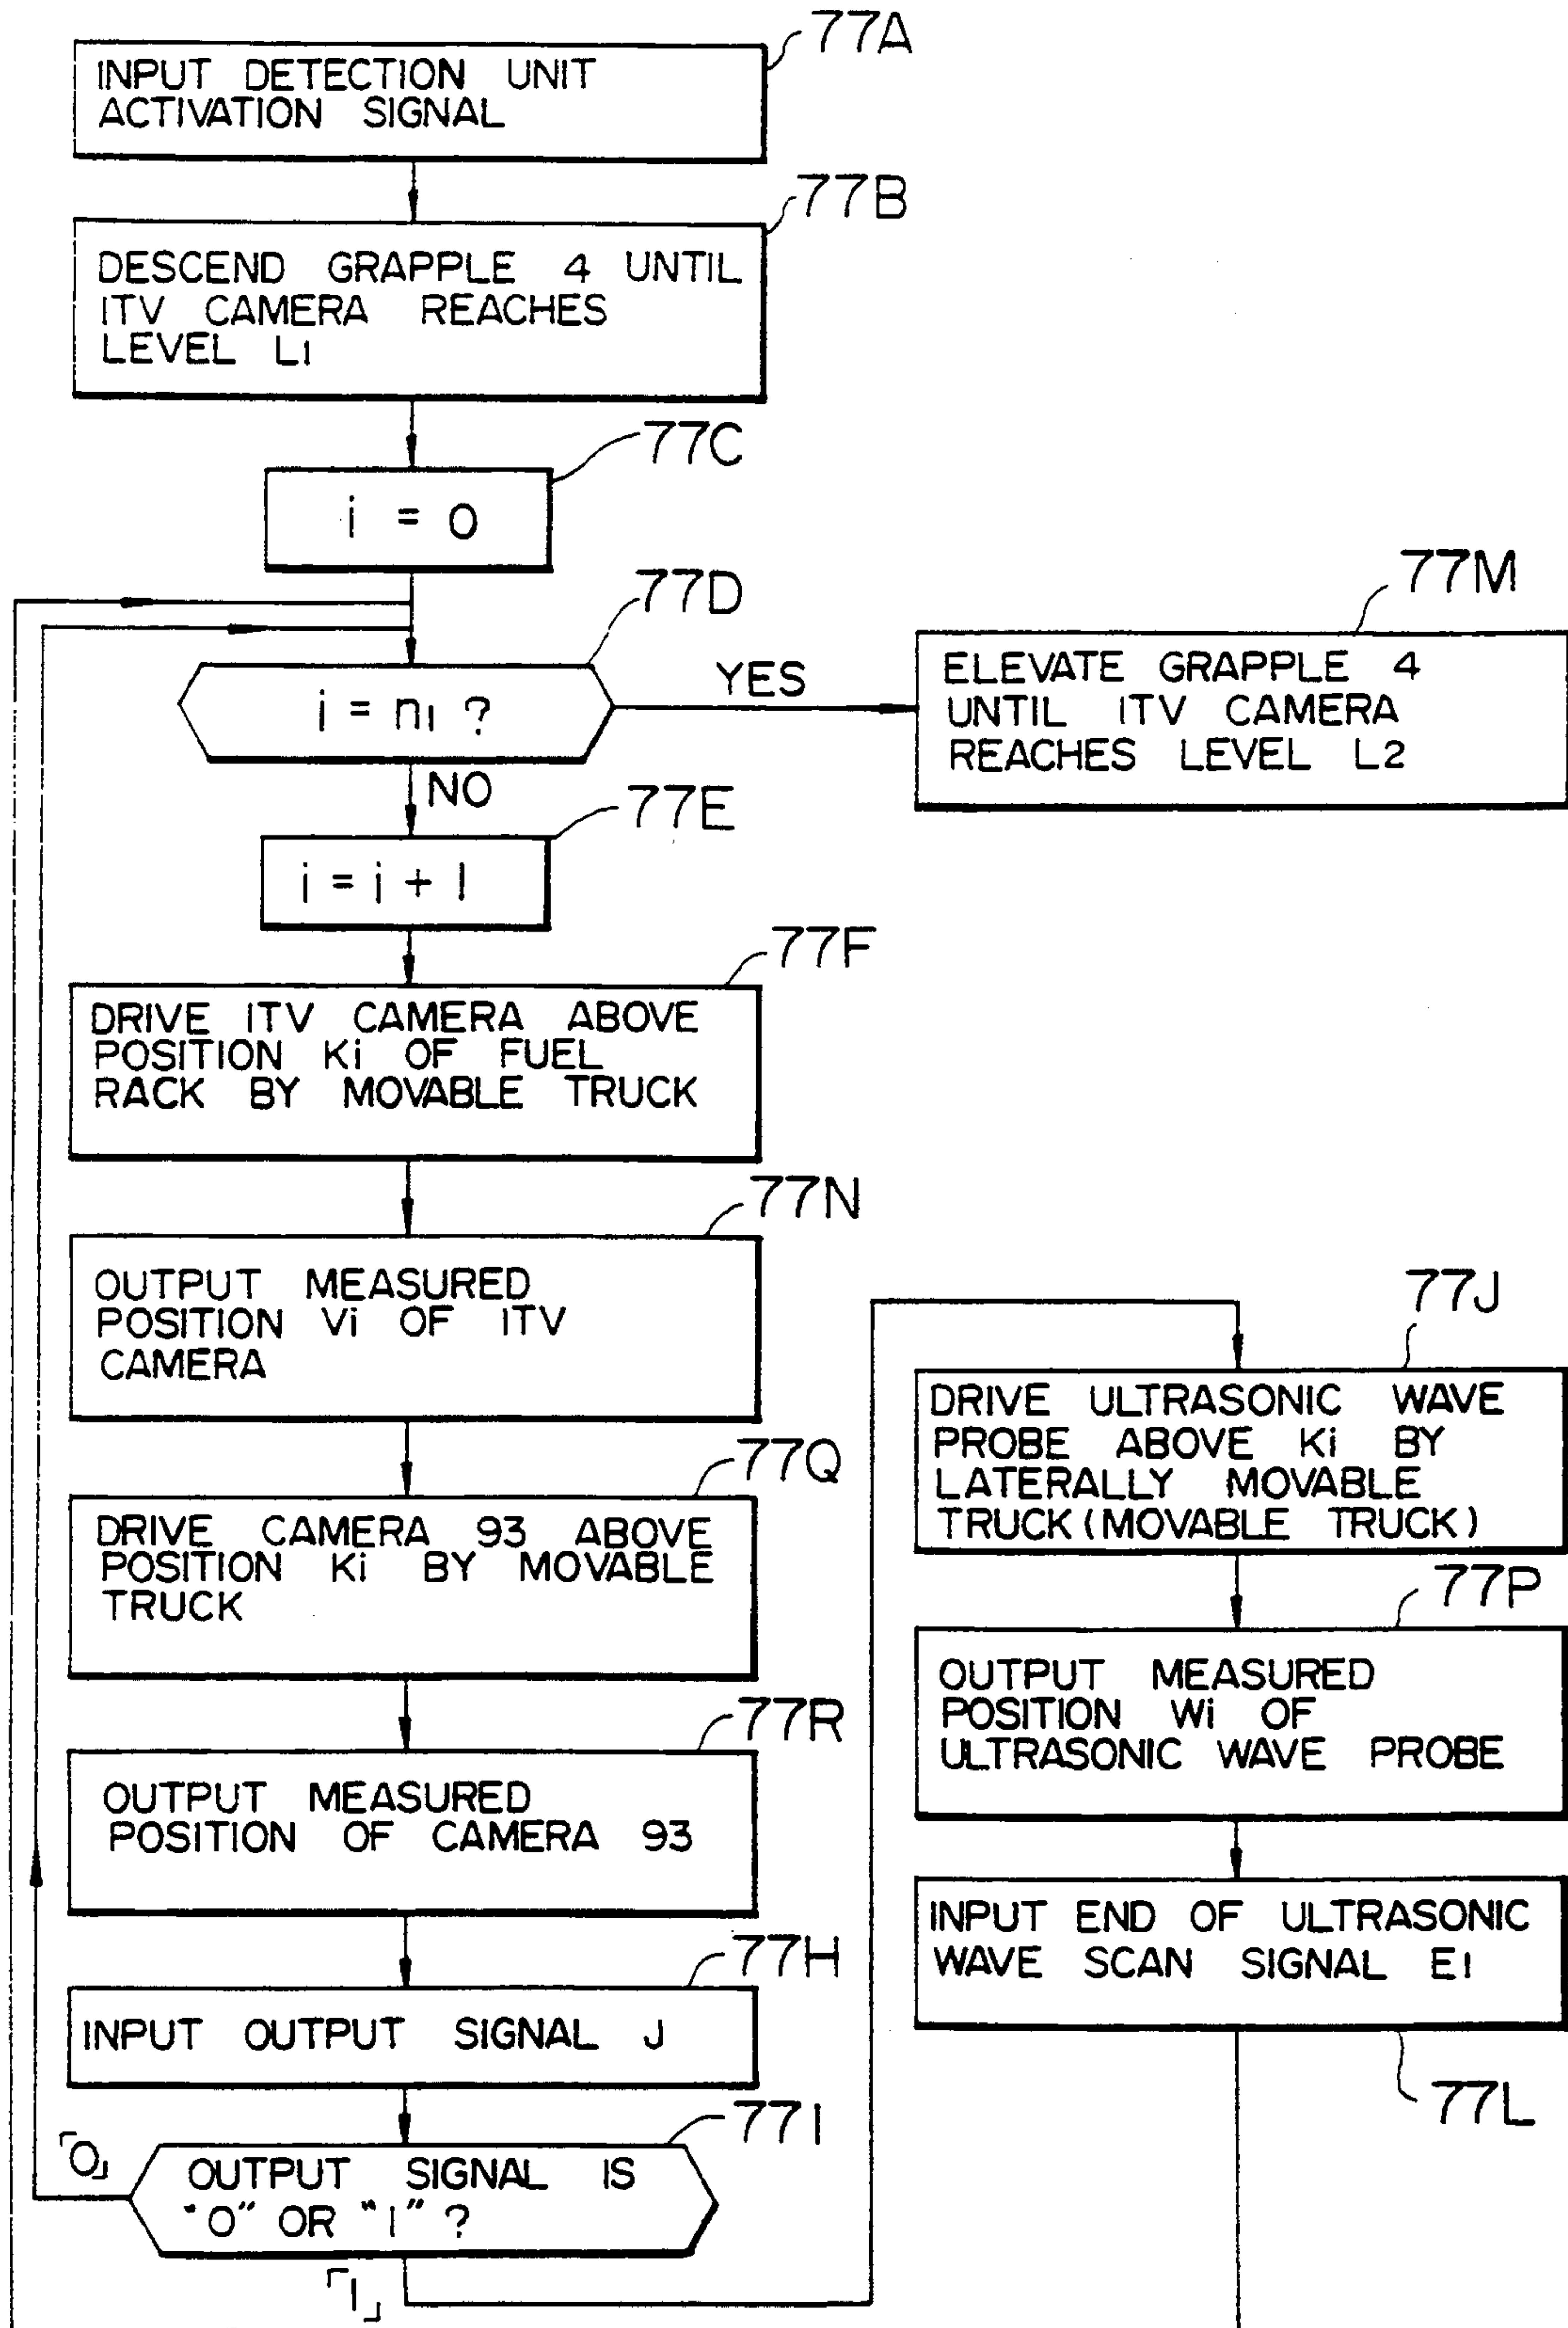 77A
INPUT DETECTION UNIT
ACTIVATION SIGNAL
77B
DESCEND GRAPPLE 4 UNTIL
ITV CAMERA REACHES
LEVEL L1
77C
i = 0
77D
i = n1 ?
YES
NO
77M
ELEVATE GRAPPLE 4
UNTIL ITV CAMERA
REACHES LEVEL L2
77E
i = i + 1
77F
DRIVE ITV CAMERA ABOVE
POSITION Ki OF FUEL
RACK BY MOVABLE TRUCK
77N
OUTPUT MEASURED
POSITION Vi OF ITV
CAMERA
77Q
DRIVE CAMERA 93 ABOVE
POSITION Ki BY MOVABLE
TRUCK
77R
OUTPUT MEASURED
POSITION OF CAMERA 93
77H
INPUT OUTPUT SIGNAL J
77I
OUTPUT SIGNAL IS
"0" OR "1" ?
「0」
「1」
77J
DRIVE ULTRASONIC WAVE
PROBE ABOVE Ki BY
LATERALLY MOVABLE
TRUCK (MOVABLE TRUCK)
77P
OUTPUT MEASURED
POSITION Wi OF
ULTRASONIC WAVE PROBE
INPUT END OF ULTRASONIC
WAVE SCAN SIGNAL E1
77L